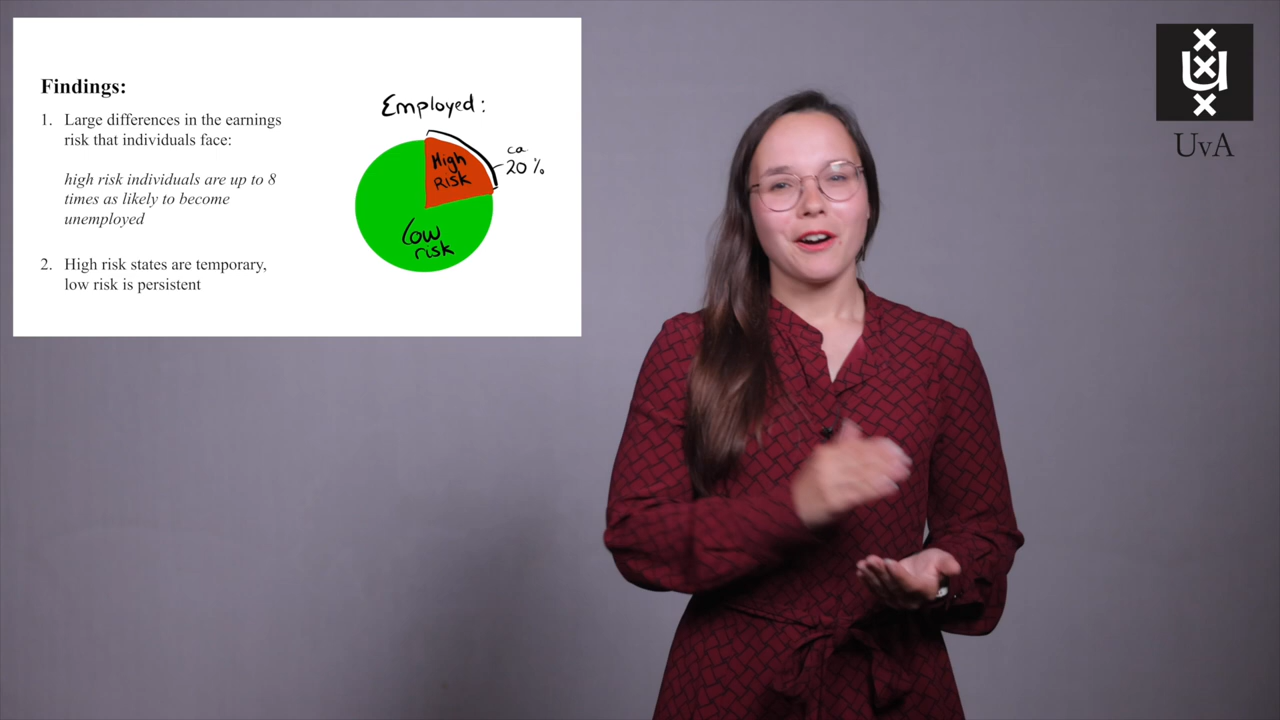 Findings:
1. Large differences in the earnings
risk that individuals face:
high risk individuals are up to 8
times as likely to become
unemployed
2. High risk states are temporary,
low risk is persistent
Employed:
High
Risk
ca
20%
Low
risk
UvA